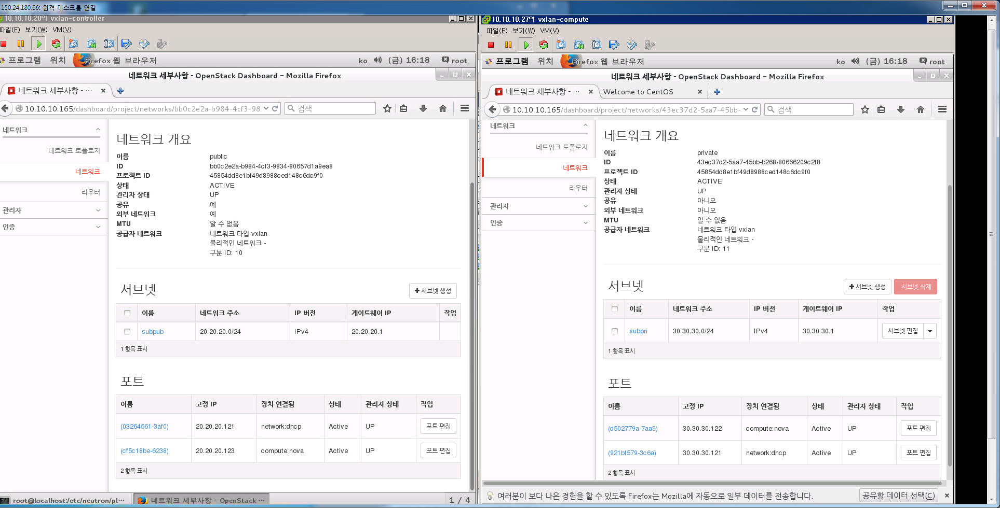 150.24.180.66: 원격 데스크톱 연결
10.10.10.20의 vxlan-controller
파일(F) 보기(W) VM(V)
프로그램 위치 Firefox 웹 브라우저 ko (금) 16:18 root
네트워크 세부사항 - OpenStack Dashboard - Mozilla Firefox
네트워크 세부사항 - ···
10.10.10.165/dashboard/project/networks/bb0c2e2a-b984-4cf3-98 검색
네트워크
네트워크 토폴로지
네트워크
라우터
관리자
인증
네트워크 개요
이름 public
ID bb0c2e2a-b984-4cf3-9834-80657d1a9ea8
프로젝트 ID 45854dd8e1bf49d8988ced148c6dc9f0
상태 ACTIVE
관리자 상태 UP
공유 예
외부 네트워크 예
MTU 알 수 없음
공급자 네트워크 네트워크 타입 vxlan
물리적인 네트워크 -
구분 ID: 10
서브넷 서브넷 생성
이름 네트워크 주소 IP 버전 게이트웨이 IP 작업
subpub 20.20.20.0/24 IPv4 20.20.20.1
1 항목 표시
포트
이름 고정 IP 장치 연결됨 상태 관리자 상태 작업
(03264561-3af0) 20.20.20.121 network:dhcp Active UP 포트 편집
(cf5c18be-6238) 20.20.20.123 compute:nova Active UP 포트 편집
2 항목 표시
root@localhost:/etc/neutron/pl··· 네트워크 세부사항 - OpenStack ··· 1 / 4
10.10.10.27의 vxlan-compute
파일(F) 보기(W) VM(V)
프로그램 위치 Firefox 웹 브라우저 ko (금) 16:18 root
네트워크 세부사항 - OpenStack Dashboard - Mozilla Firefox
네트워크 세부사항 - ··· Welcome to CentOS
10.10.10.165/dashboard/project/networks/43ec37d2-5aa7-45bb- 검색
네트워크
네트워크 토폴로지
네트워크
라우터
관리자
인증
네트워크 개요
이름 private
ID 43ec37d2-5aa7-45bb-b268-80666209c2f8
프로젝트 ID 45854dd8e1bf49d8988ced148c6dc9f0
상태 ACTIVE
관리자 상태 UP
공유 아니오
외부 네트워크 아니오
MTU 알 수 없음
공급자 네트워크 네트워크 타입 vxlan
물리적인 네트워크 -
구분 ID: 11
서브넷 서브넷 생성 서브넷 삭제
이름 네트워크 주소 IP 버전 게이트웨이 IP 작업
subpri 30.30.30.0/24 IPv4 30.30.30.1 서브넷 편집
1 항목 표시
포트
이름 고정 IP 장치 연결됨 상태 관리자 상태 작업
(d502779a-7aa3) 30.30.30.122 compute:nova Active UP 포트 편집
(921bf579-3c6a) 30.30.30.121 network:dhcp Active UP 포트 편집
2 항목 표시
여러분이 보다 나은 경험을 할 수 있도록 Firefox는 Mozilla에 자동으로 일부 데이터를 전송합니다. 공유할 데이터 선택(C)